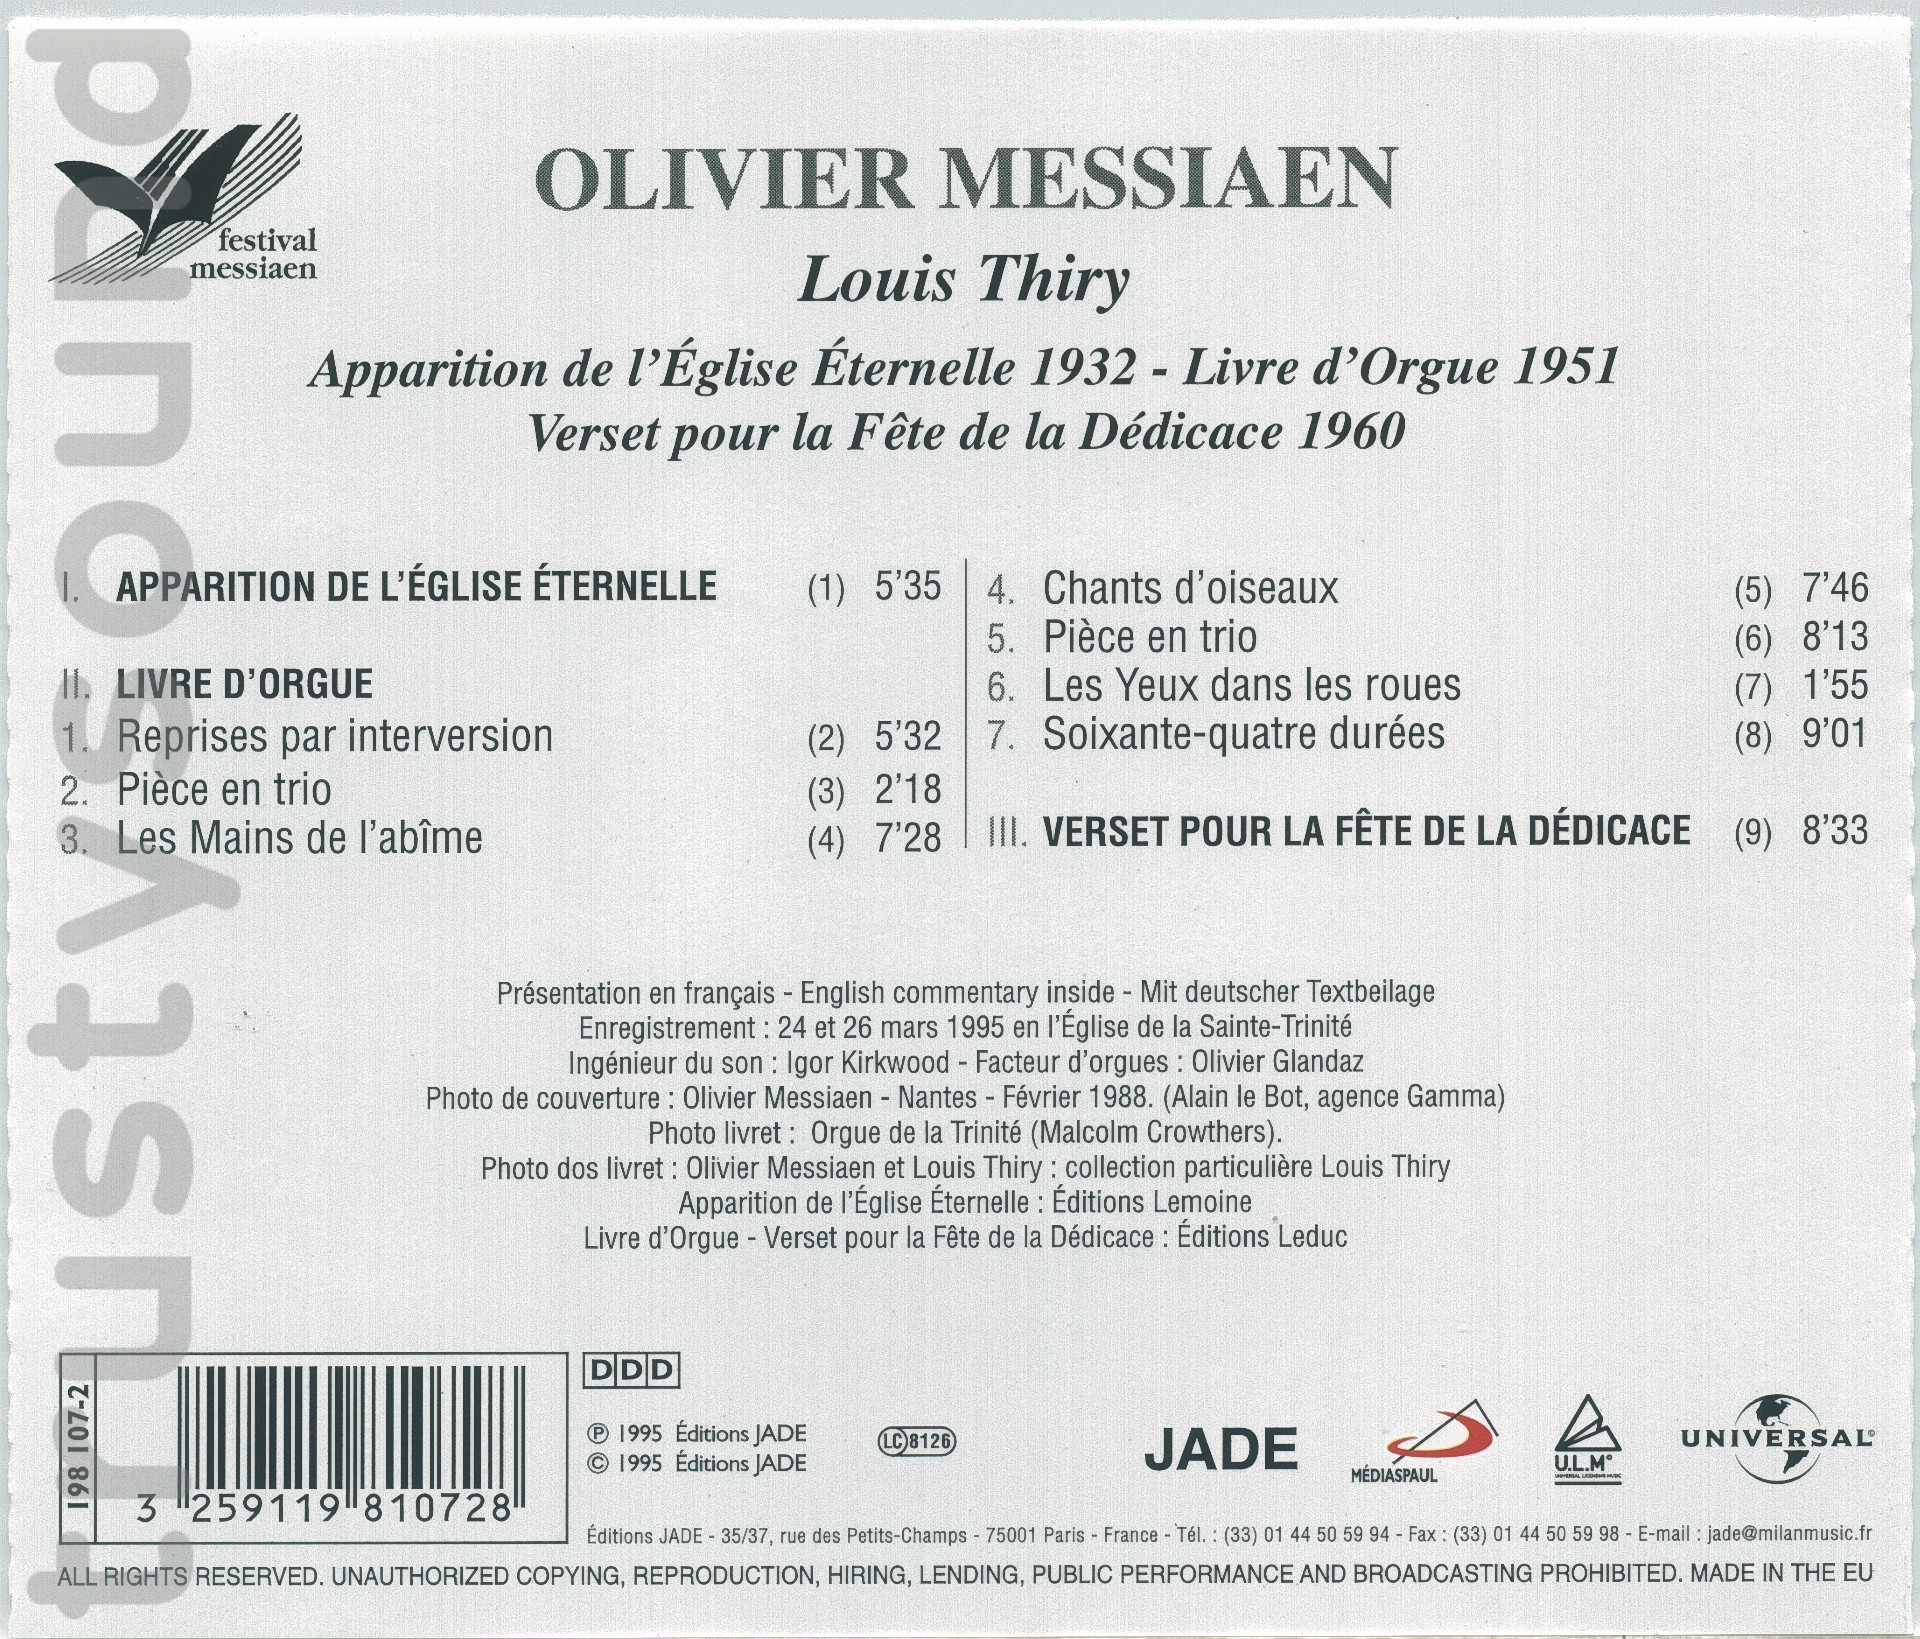 trustysound
festival
messiaen
OLIVIER MESSIAEN
Louis Thiry
Apparition de l’Église Éternelle 1932 - Livre d’Orgue 1951
Verset pour la Fête de la Dédicace 1960
I. APPARITION DE L’ÉGLISE ÉTERNELLE (1) 5’35
II. LIVRE D’ORGUE
1. Reprises par interversion (2) 5’32
2. Pièce en trio (3) 2’18
3. Les Mains de l’abîme (4) 7’28
4. Chants d’oiseaux (5) 7’46
5. Pièce en trio (6) 8’13
6. Les Yeux dans les roues (7) 1’55
7. Soixante-quatre durées (8) 9’01
III. VERSET POUR LA FÊTE DE LA DÉDICACE (9) 8’33
Présentation en français - English commentary inside - Mit deutscher Textbeilage
Enregistrement : 24 et 26 mars 1995 en l’Église de la Sainte-Trinité
Ingénieur du son : Igor Kirkwood - Facteur d’orgues : Olivier Glandaz
Photo de couverture : Olivier Messiaen - Nantes - Février 1988. (Alain le Bot, agence Gamma)
Photo livret : Orgue de la Trinité (Malcolm Crowthers).
Photo dos livret : Olivier Messiaen et Louis Thiry : collection particulière Louis Thiry
Apparition de l’Église Éternelle : Éditions Lemoine
Livre d’Orgue - Verset pour la Fête de la Dédicace : Éditions Leduc
198 107-2
3 259119 810728
DDD
℗ 1995 Éditions JADE
© 1995 Éditions JADE
LC 8126
JADE
MÉDIASPAUL
U.L.M®
UNIVERSAL LICENSING MUSIC
UNIVERSAL®
Éditions JADE - 35/37, rue des Petits-Champs - 75001 Paris - France - Tél. : (33) 01 44 50 59 94 - Fax : (33) 01 44 50 59 98 - E-mail : jade@milanmusic.fr
ALL RIGHTS RESERVED. UNAUTHORIZED COPYING, REPRODUCTION, HIRING, LENDING, PUBLIC PERFORMANCE AND BROADCASTING PROHIBITED. MADE IN THE EU